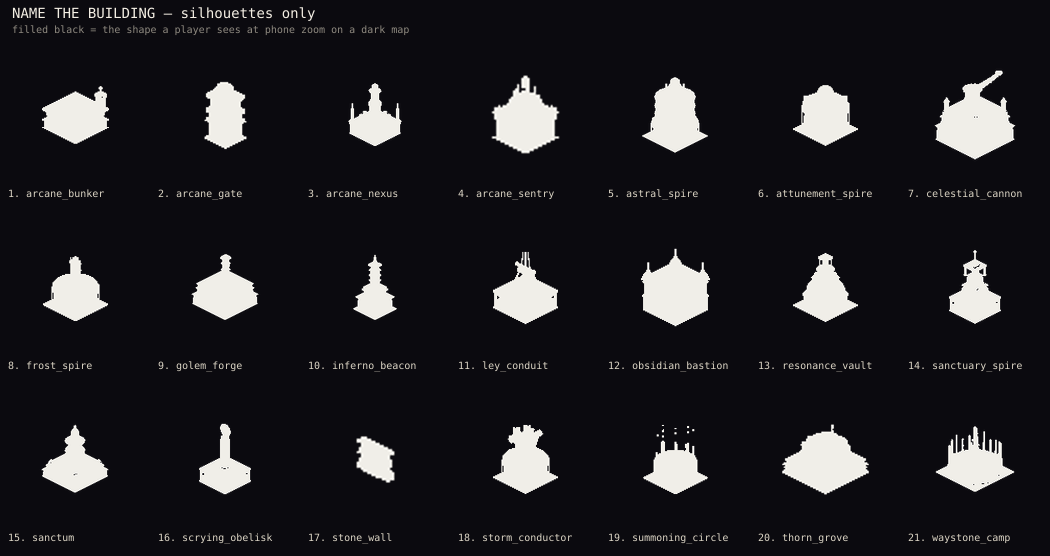 NAME THE BUILDING — silhouettes only
filled black = the shape a player sees at phone zoom on a dark map
1. arcane_bunker
2. arcane_gate
3. arcane_nexus
4. arcane_sentry
5. astral_spire
6. attunement_spire
7. celestial_cannon
8. frost_spire
9. golem_forge
10. inferno_beacon
11. ley_conduit
12. obsidian_bastion
13. resonance_vault
14. sanctuary_spire
15. sanctum
16. scrying_obelisk
17. stone_wall
18. storm_conductor
19. summoning_circle
20. thorn_grove
21. waystone_camp